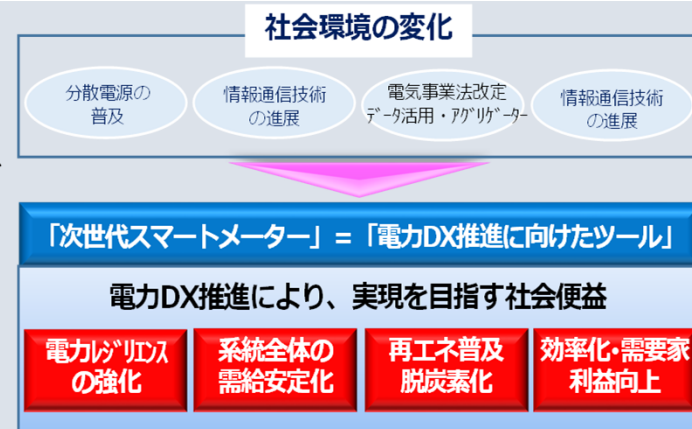 社会環境の変化
分散電源の
普及
情報通信技術
の進展
電気事業法改定
ﾃﾞｰﾀ活用・ｱｸﾞﾘｹﾞｰﾀｰ
情報通信技術
の進展
「次世代スマートメーター」＝「電力DX推進に向けたツール」
電力DX推進により、実現を目指す社会便益
電力ﾚｼﾞﾘｴﾝｽ
の強化
系統全体の
需給安定化
再エネ普及
脱炭素化
効率化・需要家
利益向上